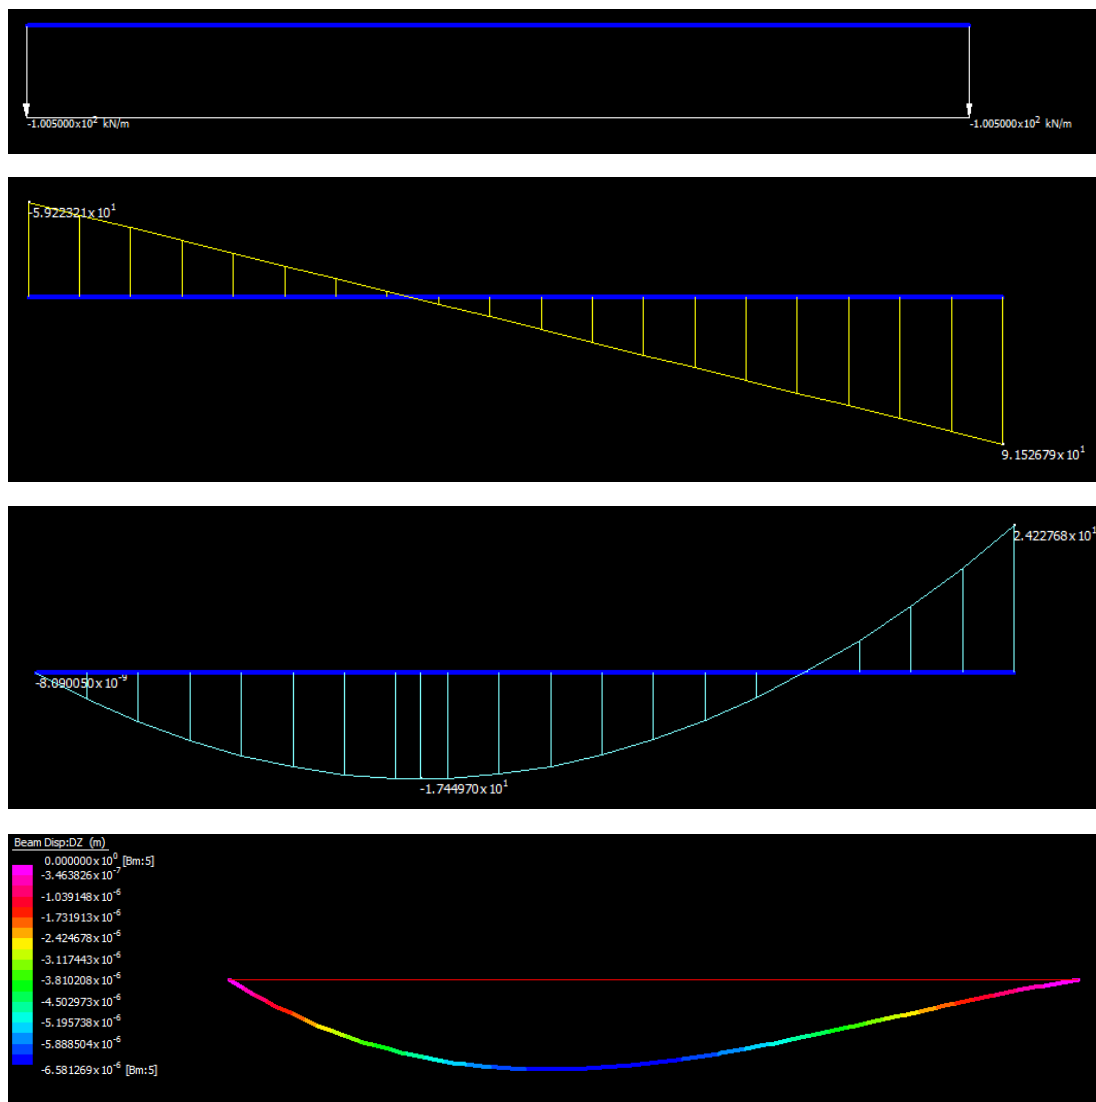 -1.005000x10² kN/m -1.005000x10² kN/m
-5.922321x10¹
9.152679x10¹
2.422768x10¹
-8.090050x10⁻⁹
-1.744970x10¹
Beam Disp:DZ (m)
0.000000x10⁰ [Bm:5]
-3.463826x10⁻⁷
-1.039148x10⁻⁶
-1.731913x10⁻⁶
-2.424678x10⁻⁶
-3.117443x10⁻⁶
-3.810208x10⁻⁶
-4.502973x10⁻⁶
-5.195738x10⁻⁶
-5.888504x10⁻⁶
-6.581269x10⁻⁶ [Bm:5]